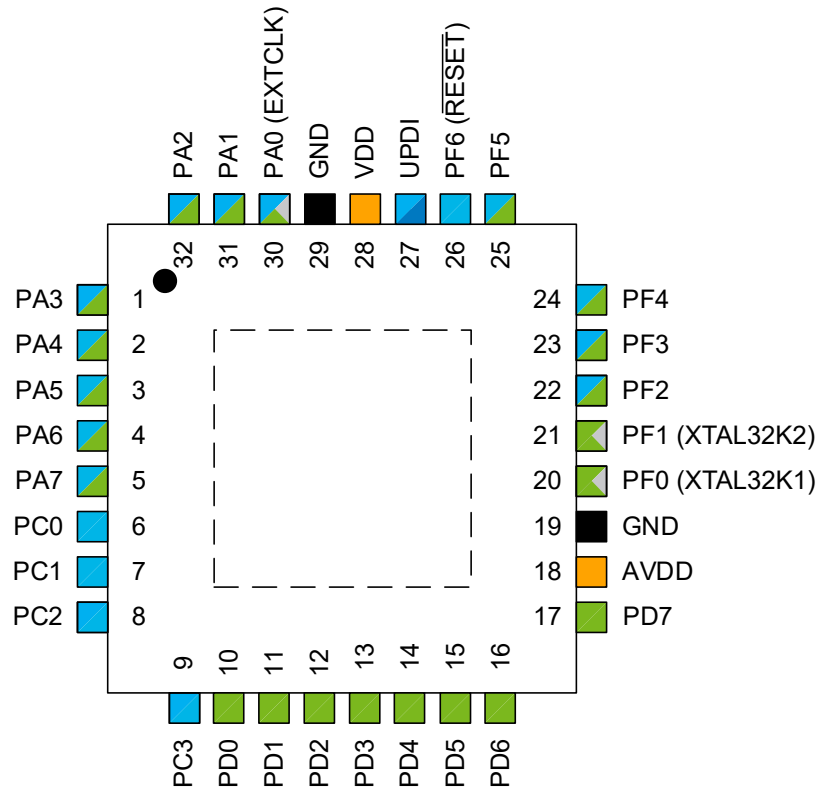 PA2
PA1
PA0 (EXTCLK)
GND
VDD
UPDI
PF6 (RESET)
PF5
32
31
30
29
28
27
26
25
PA3 1
PA4 2
PA5 3
PA6 4
PA7 5
PC0 6
PC1 7
PC2 8
24 PF4
23 PF3
22 PF2
21 PF1 (XTAL32K2)
20 PF0 (XTAL32K1)
19 GND
18 AVDD
17 PD7
9
10
11
12
13
14
15
16
PC3
PD0
PD1
PD2
PD3
PD4
PD5
PD6